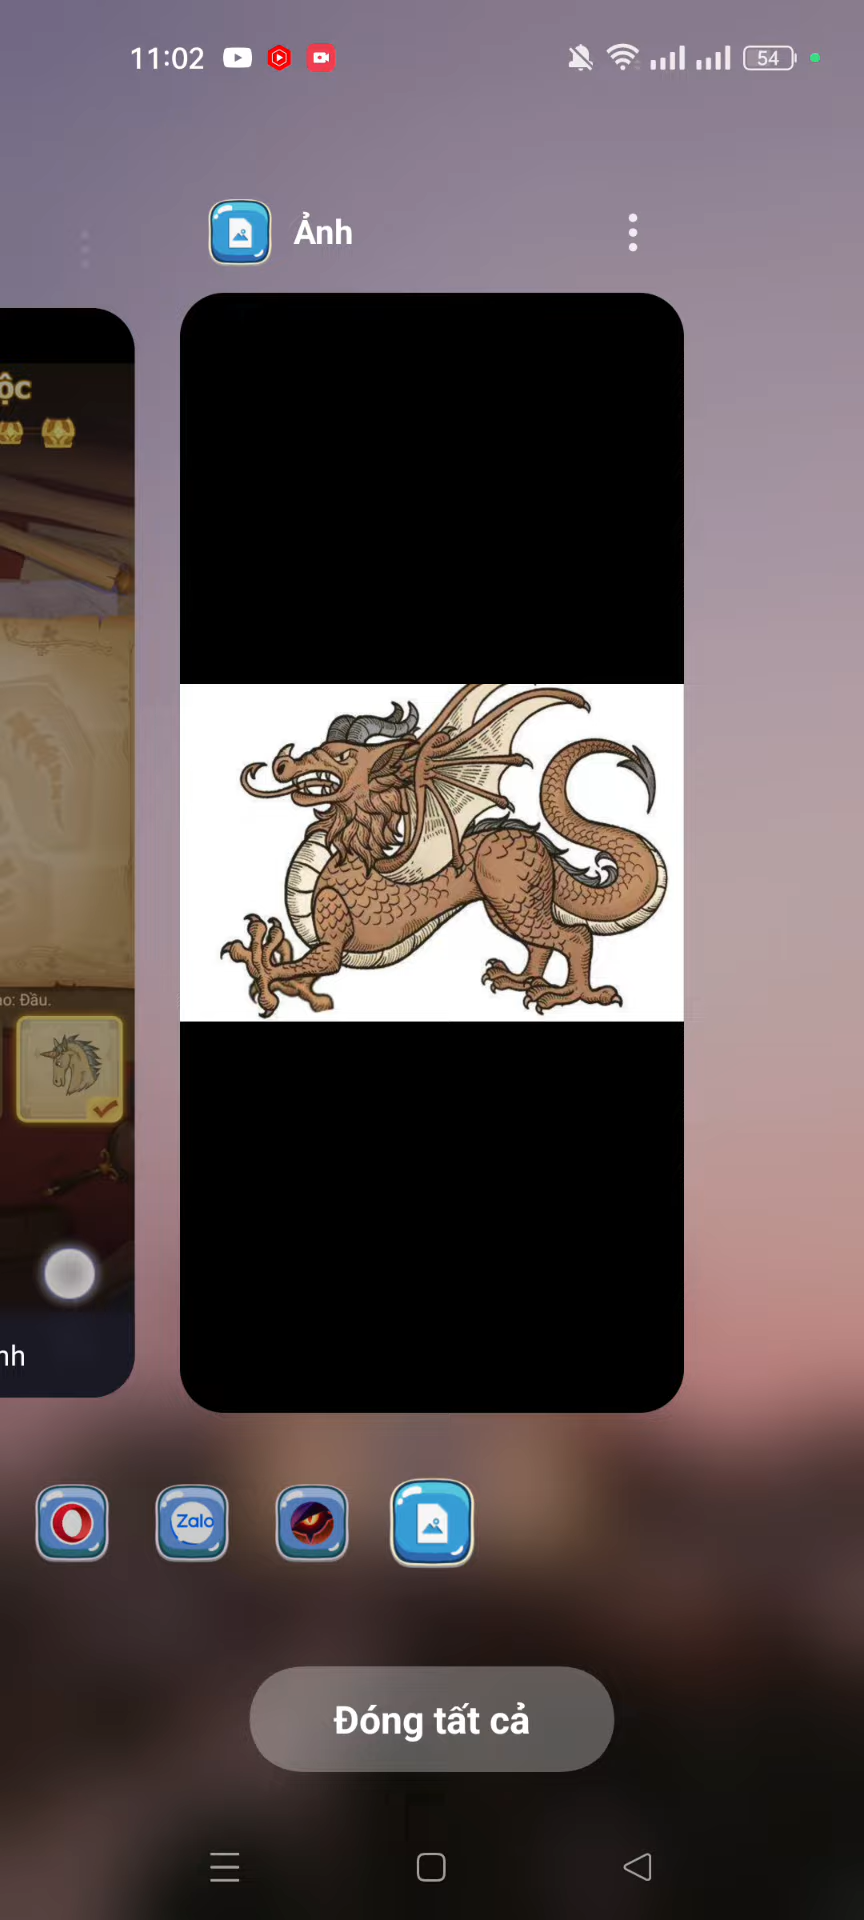 11:02
54
Ảnh
ộc
ao: Đầu.
nh
Zalo
Đóng tất cả